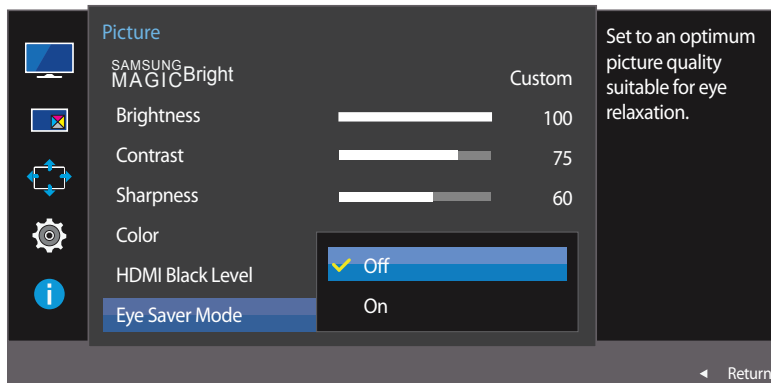 Picture
SAMSUNG
MAGICBright Custom
Brightness 100
Contrast 75
Sharpness 60
Color
HDMI Black Level
Eye Saver Mode
Off
On
Set to an optimum
picture quality
suitable for eye
relaxation.
i
Return